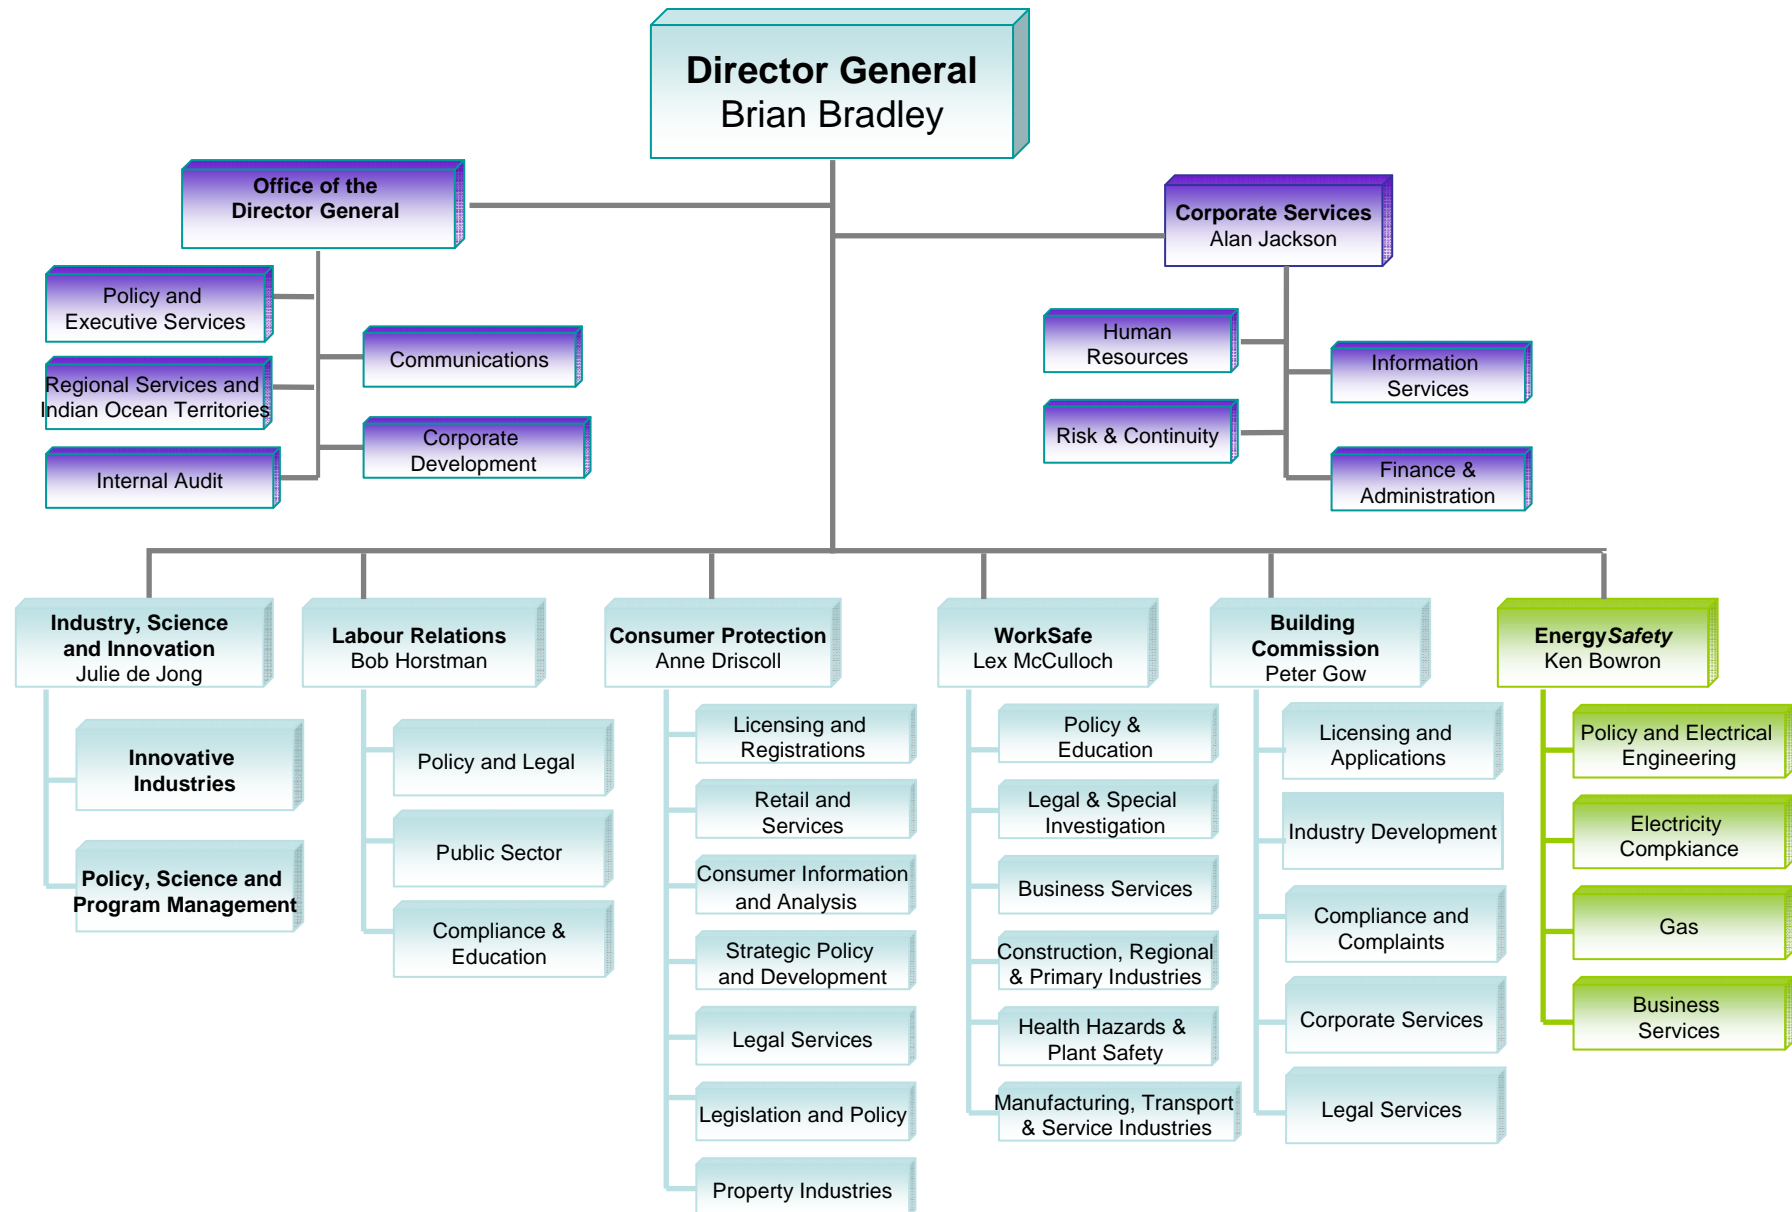 Director General
Brian Bradley
Office of the
Director General
Corporate Services
Alan Jackson
Policy and
Executive Services
Communications
Regional Services and
Indian Ocean Territories
Corporate
Development
Internal Audit
Human
Resources
Information
Services
Risk & Continuity
Finance &
Administration
Industry, Science
and Innovation
Julie de Jong
Innovative
Industries
Policy, Science and
Program Management
Labour Relations
Bob Horstman
Policy and Legal
Public Sector
Compliance &
Education
Consumer Protection
Anne Driscoll
Licensing and
Registrations
Retail and
Services
Consumer Information
and Analysis
Strategic Policy
and Development
Legal Services
Legislation and Policy
Property Industries
WorkSafe
Lex McCulloch
Policy &
Education
Legal & Special
Investigation
Business Services
Construction, Regional
& Primary Industries
Health Hazards &
Plant Safety
Manufacturing, Transport
& Service Industries
Building
Commission
Peter Gow
Licensing and
Applications
Industry Development
Compliance and
Complaints
Corporate Services
Legal Services
EnergySafety
Ken Bowron
Policy and Electrical
Engineering
Electricity
Compkiance
Gas
Business
Services